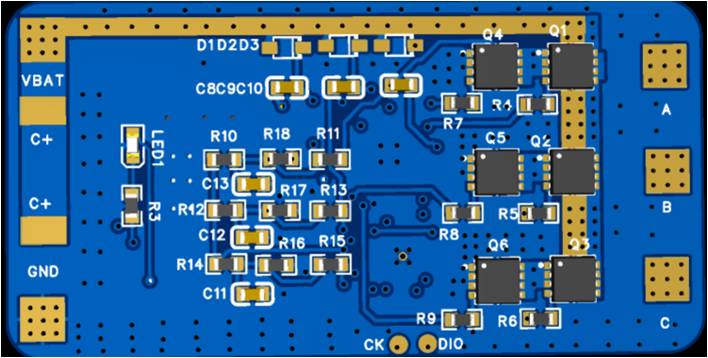 D1D2D3
Q4
Q1
VBAT
C8C9C10
R7
R4
A
C+
LED1
R10
R18
R11
Q5
Q2
C13
R17
R13
C+
R3
R12
R8
R5
B
C12
R16
R15
Q6
Q3
GND
R14
C11
R9
R6
C
CK
DIO